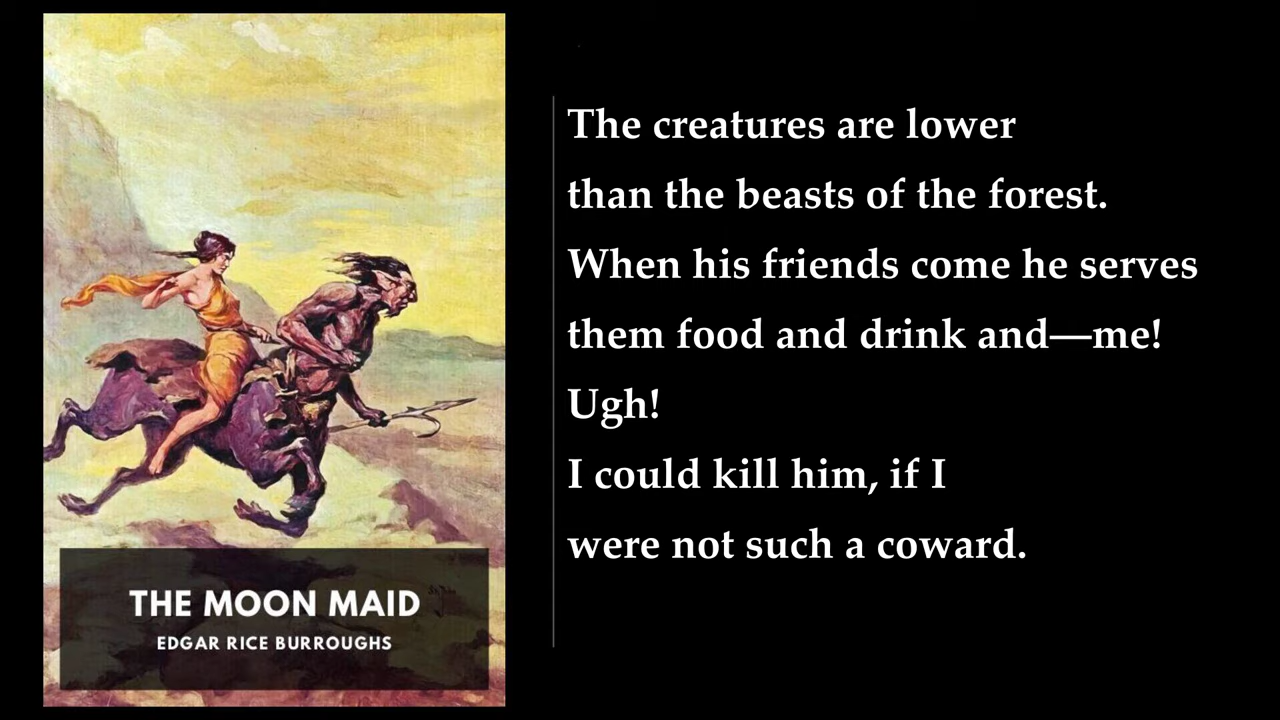 THE MOON MAID
EDGAR RICE BURROUGHS
The creatures are lower
than the beasts of the forest.
When his friends come he serves
them food and drink and—me!
Ugh!
I could kill him, if I
were not such a coward.